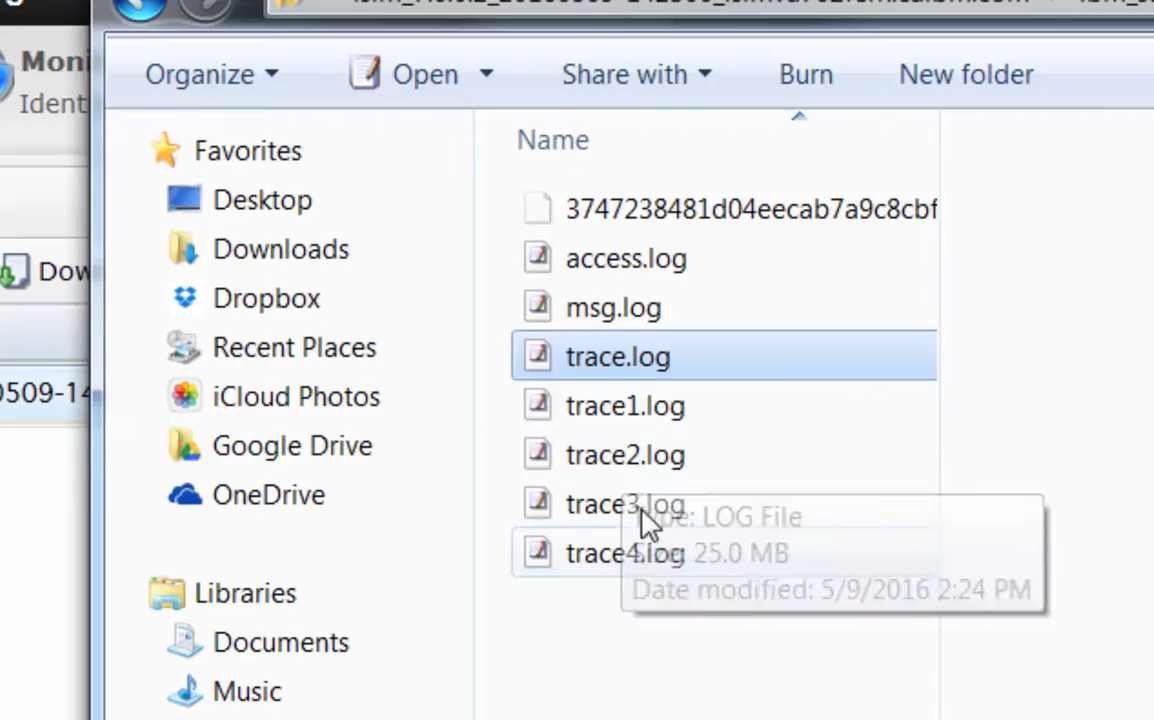 Moni
Ident
Dow
0509-14
Organize
Open
Share with
Burn
New folder
Favorites
Desktop
Downloads
Dropbox
Recent Places
iCloud Photos
Google Drive
OneDrive
Libraries
Documents
Music
Name
3747238481d04eecab7a9c8cbf
access.log
msg.log
trace.log
trace1.log
trace2.log
trace3.log
trace4.log
Type: LOG File
Size: 25.0 MB
Date modified: 5/9/2016 2:24 PM